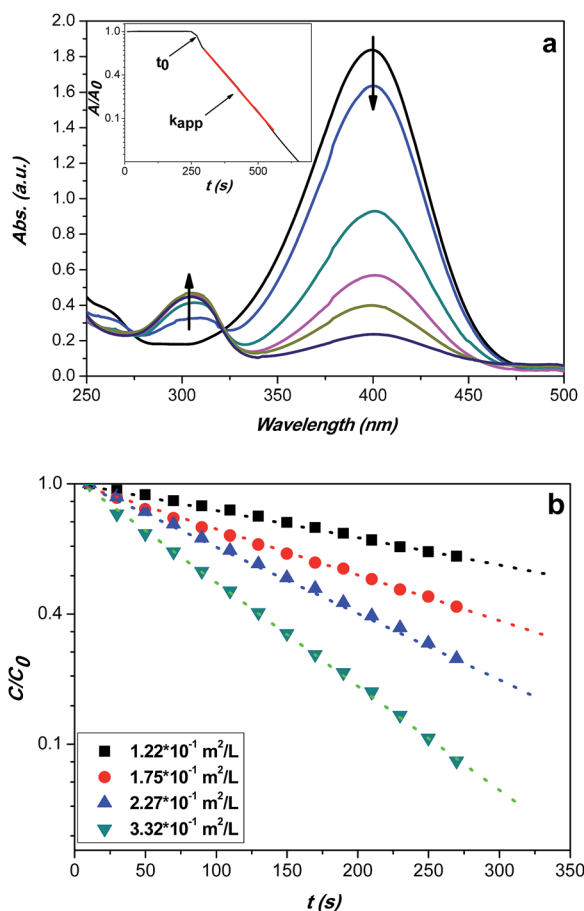 a
2.0
1.8
1.6
1.4
1.2
1.0
0.8
0.6
0.4
0.2
0.0
Abs. (a.u.)
250 300 350 400 450 500
Wavelength (nm)
1.0
0.4
0.1
A/A0
t0
kapp
0 250 500
t (s)
b
1.0
0.4
0.1
C/C0
1.22*10-1 m2/L
1.75*10-1 m2/L
2.27*10-1 m2/L
3.32*10-1 m2/L
0 50 100 150 200 250 300 350
t (s)